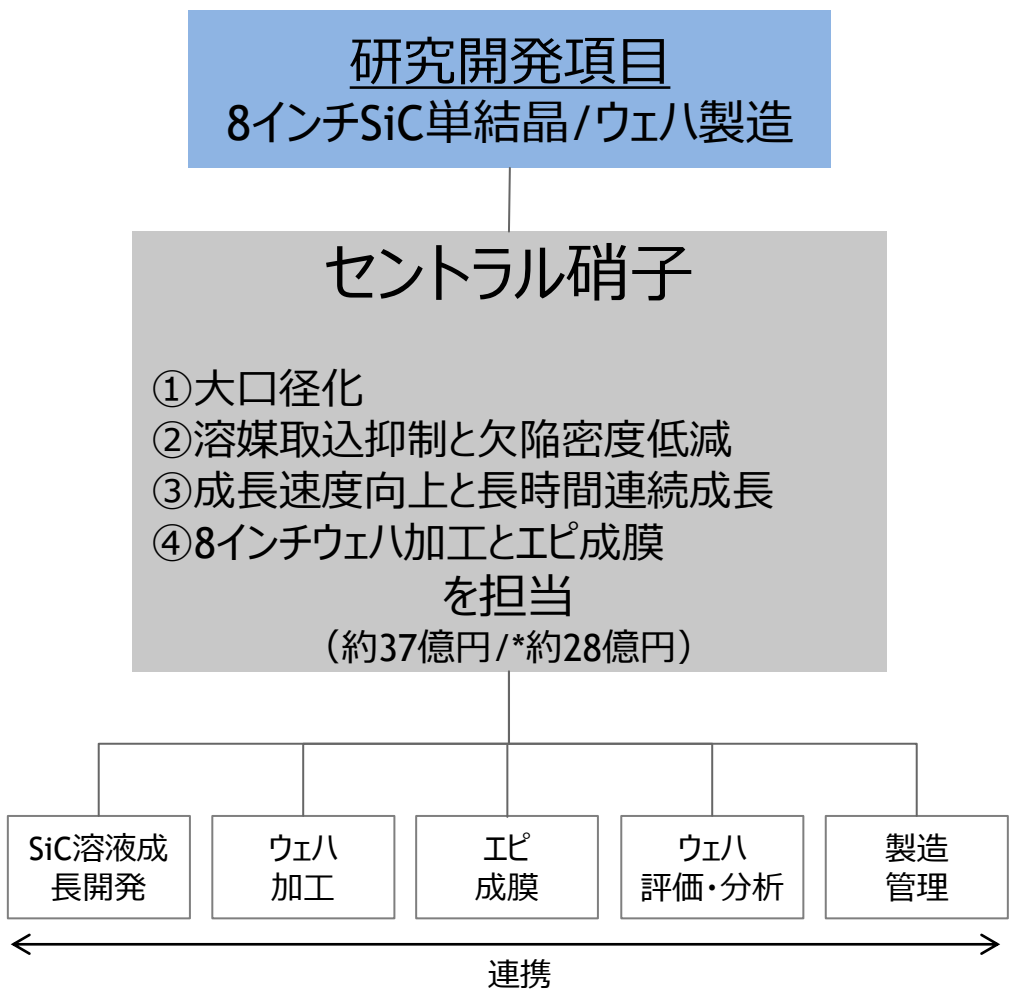 研究開発項目
8インチSiC単結晶/ウェハ製造
セントラル硝子
①大口径化
②溶媒取込抑制と欠陥密度低減
③成長速度向上と長時間連続成長
④8インチウェハ加工とエピ成膜
を担当
（約37億円/*約28億円）
SiC溶液成
長開発
ウェハ
加工
エピ
成膜
ウェハ
評価・分析
製造
管理
連携